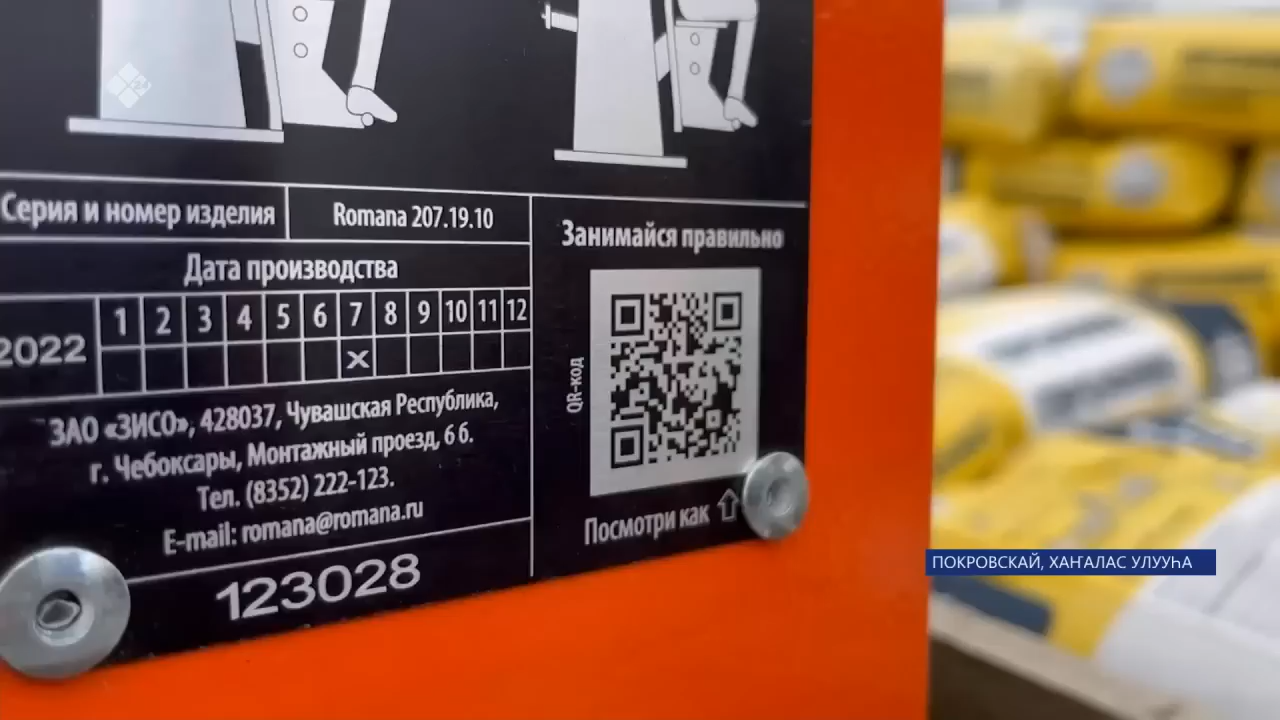 24
Серия и номер изделия
Romana 207.19.10
Дата производства
1 2 3 4 5 6 7 8 9 10 11 12
2022
X
ЗАО «ЗИСО», 428037, Чувашская Республика,
г. Чебоксары, Монтажный проезд, 6 б.
Тел. (8352) 222-123.
E-mail: romana@romana.ru
123028
Занимайся правильно
QR-код
Посмотри как
ПОКРОВСКАЙ, ХАҤАЛАС УЛУУҺА